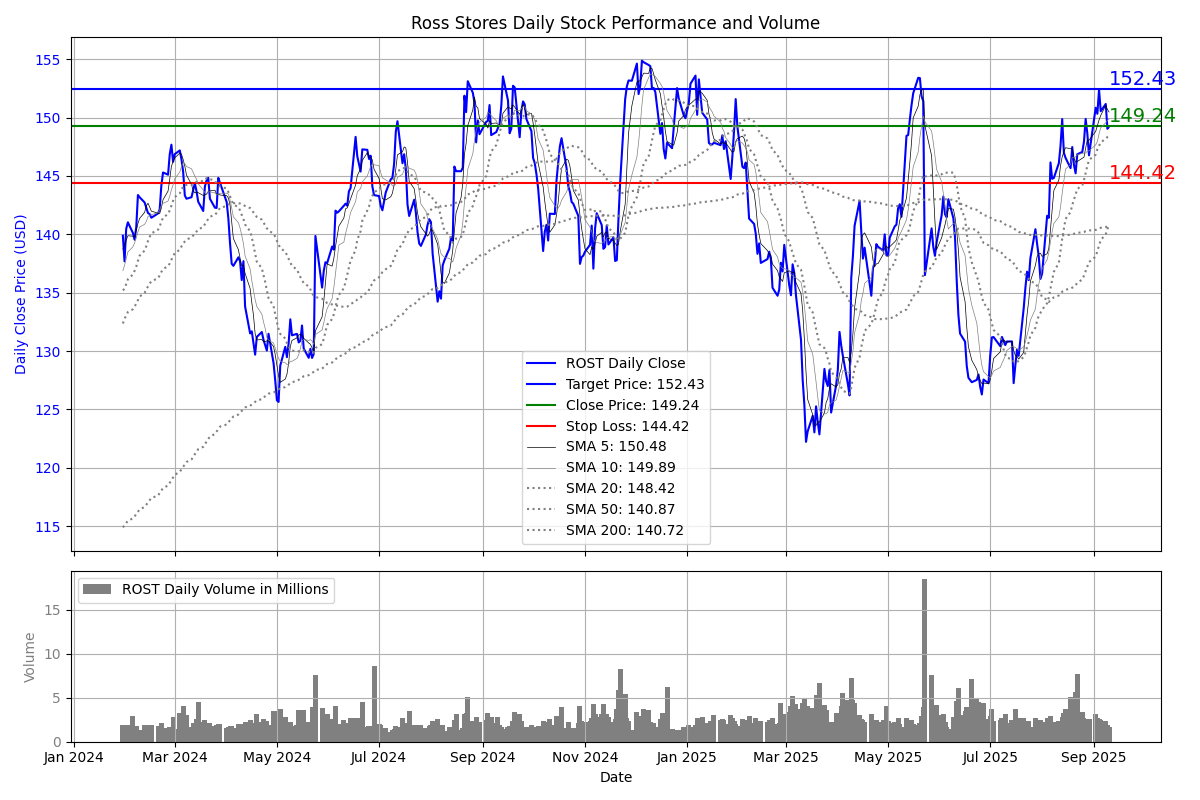 Ross Stores Daily Stock Performance and Volume
155
150
145
140
135
130
125
120
115
Daily Close Price (USD)
152.43
149.24
144.42
ROST Daily Close
Target Price: 152.43
Close Price: 149.24
Stop Loss: 144.42
SMA 5: 150.48
SMA 10: 149.89
SMA 20: 148.42
SMA 50: 140.87
SMA 200: 140.72
ROST Daily Volume in Millions
15
10
5
0
Volume
Jan 2024 Mar 2024 May 2024 Jul 2024 Sep 2024 Nov 2024 Jan 2025 Mar 2025 May 2025 Jul 2025 Sep 2025
Date